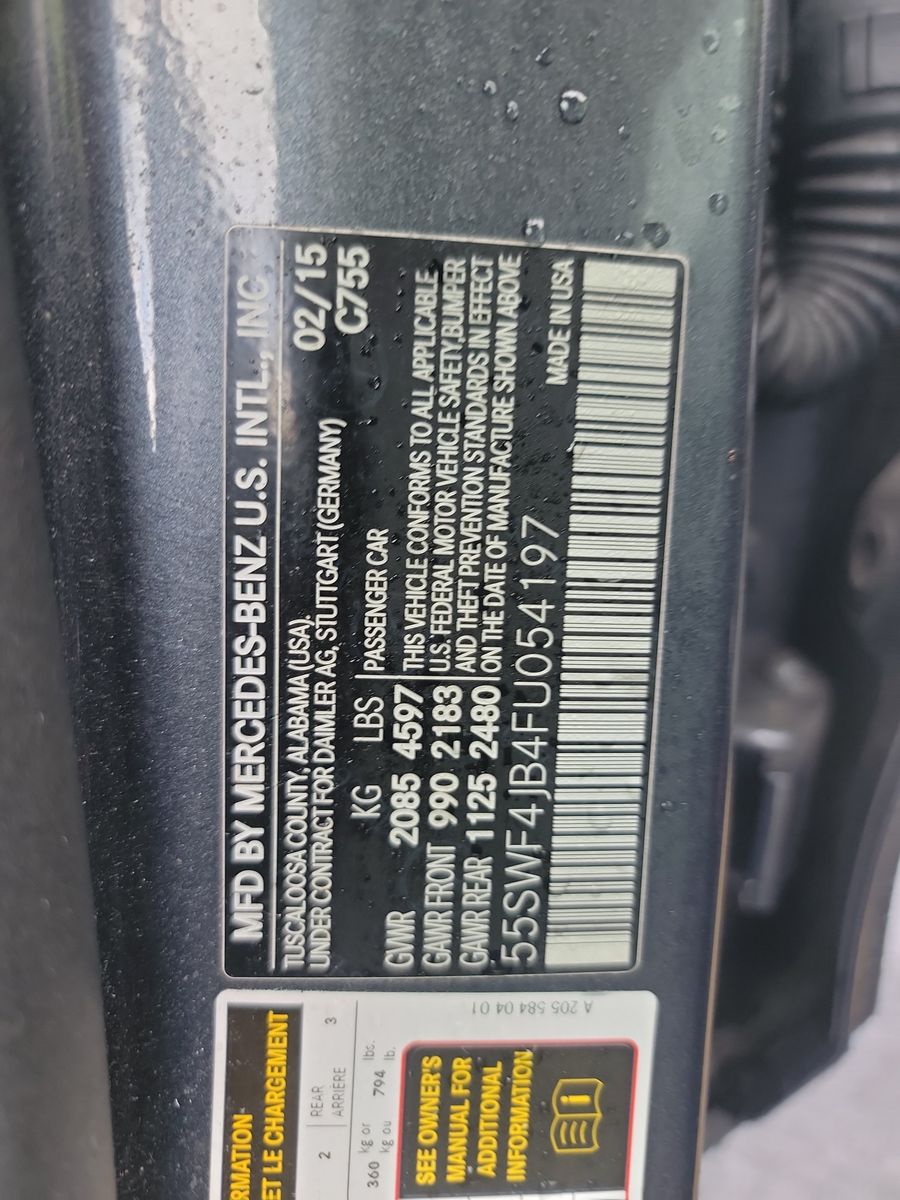 MFD BY MERCEDES-BENZ U.S. INTL., INC
TUSCALOOSA COUNTY, ALABAMA (USA), 02/15
UNDER CONTRACT FOR DAIMLER AG, STUTTGART (GERMANY) C755
KG LBS PASSENGER CAR
GVWR 2085 4597 THIS VEHICLE CONFORMS TO ALL APPLICABLE
GAWR FRONT 990 2183 U.S. FEDERAL MOTOR VEHICLE SAFETY,BUMPER
GAWR REAR 1125 2480 AND THEFT PREVENTION STANDARDS IN EFFECT
ON THE DATE OF MANUFACTURE SHOWN ABOVE
55SWF4JB4FU054197 MADE IN USA
ET LE CHARGEMENT
2 REAR 3
ARRIÈRE
360 kg or 794 lbs.
kg ou lb.
SEE OWNER'S
MANUAL FOR
ADDITIONAL
INFORMATION
A 205 584 04 01